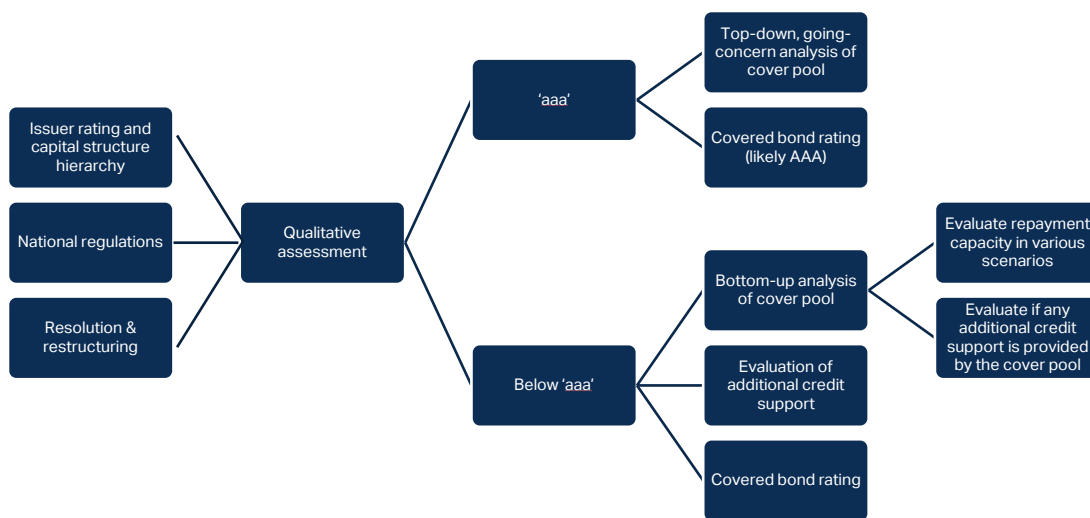 Issuer rating and
capital structure
hierarchy
National regulations
Resolution &
restructuring
Qualitative
assessment
‘aaa’
Top-down, going-
concern analysis of
cover pool
Covered bond rating
(likely AAA)
Below ‘aaa’
Bottom-up analysis
of cover pool
Evaluate repayment
capacity in various
scenarios
Evaluate if any
additional credit
support is provided
by the cover pool
Evaluation of
additional credit
support
Covered bond rating